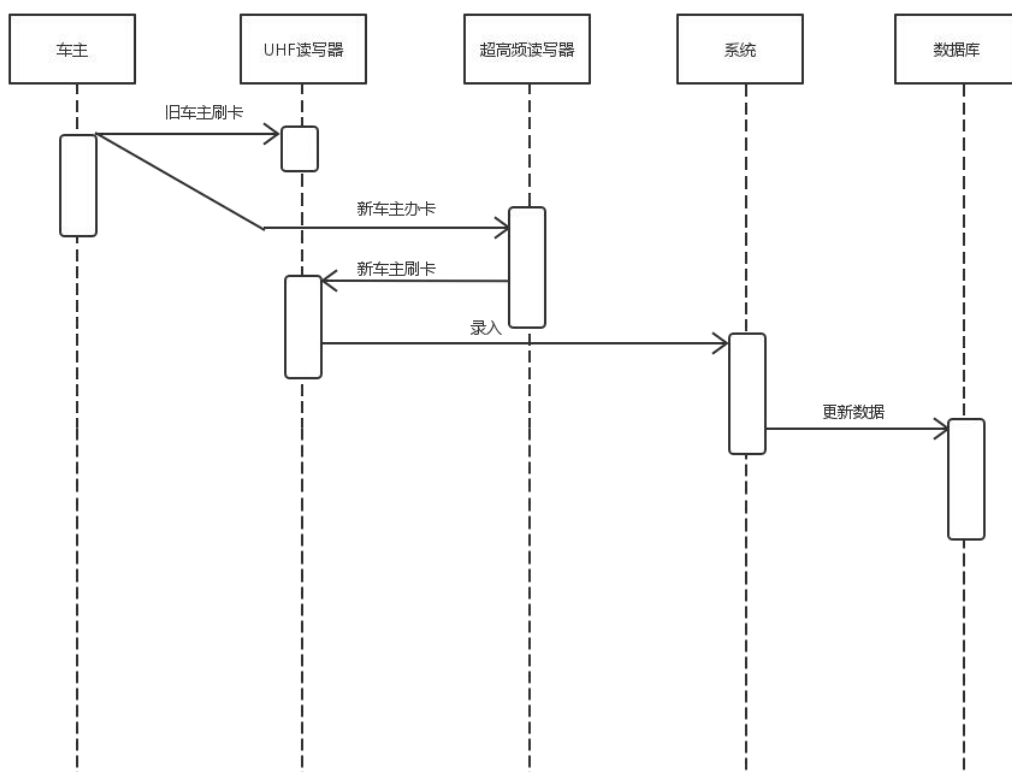 车主
UHF读写器
超高频读写器
系统
数据库
旧车主刷卡
新车主办卡
新车主刷卡
录入
更新数据